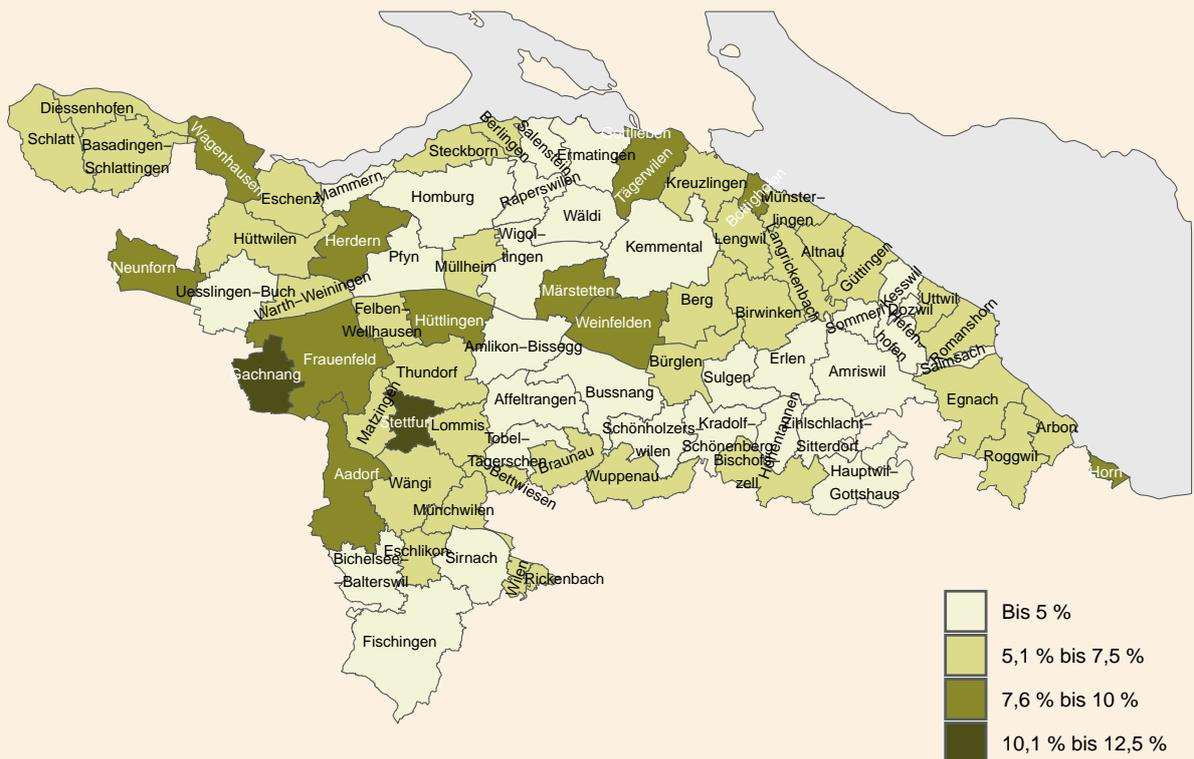 Diessenhofen
Schlatt
Basadingen–
Schlattingen
Wagenhausen
Eschenz
Mammern
Steckborn
Berlingen
Salenstein
Ermatingen
Gottlieben
Tägerwilen
Kreuzlingen
Bottighofen
Münster–
lingen
Homburg
Raperswilen
Wäldi
Hüttwilen
Herdern
Pfyn
Müllheim
Wigol–
tingen
Kemmental
Lengwil
Langrickenbach
Altnau
Güttingen
Neunforn
Uesslingen–Buch
Warth–Weiningen
Felben–
Wellhausen
Hüttlingen
Märstetten
Weinfelden
Berg
Birwinken
Sommeri
Kesswil
Dozwil
Uttwil
Hefen–
hofen
Romanshorn
Salmsach
Frauenfeld
Gachnang
Amlikon–Bissegg
Bürglen
Erlen
Amriswil
Thundorf
Sulgen
Bussnang
Affeltrangen
Egnach
Matzingen
Stettfurt
Lommis
Tobel–
Tägerschen
Schönholzers–
wilen
Kradolf–
Schönenberg
Hohentannen
Zihlschlacht–
Sitterdorf
Arbon
Roggwil
Horn
Aadorf
Wängi
Bettwiesen
Braunau
Wuppenau
Bischofs–
zell
Hauptwil–
Gottshaus
Münchwilen
Eschlikon
Sirnach
Bichelsee–
–Balterswil
Wilen
Rickenbach
Fischingen
Bis 5 %
5,1 % bis 7,5 %
7,6 % bis 10 %
10,1 % bis 12,5 %